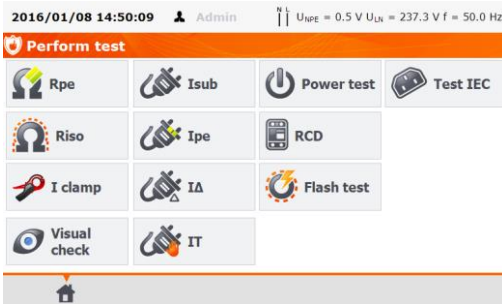 2016/01/08 14:50:09 Admin N L UNPE = 0.5 V ULN = 237.3 V f = 50.0 Hz
Perform test
Rpe Isub Power test Test IEC
Riso Ipe RCD
I clamp IΔ Flash test
Visual
check
IT